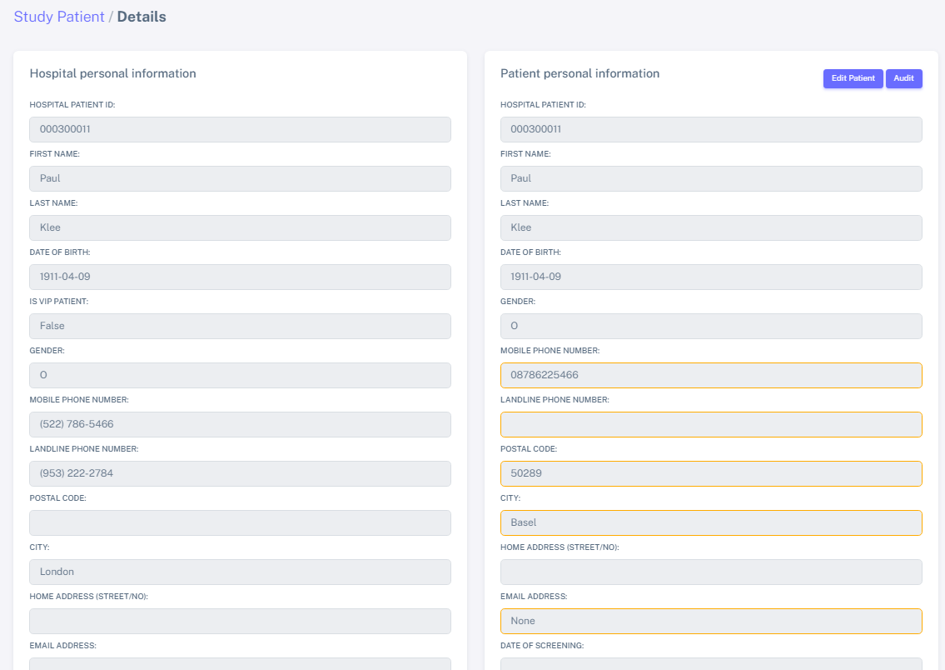 Study Patient / Details
Hospital personal information
HOSPITAL PATIENT ID:
000300011
FIRST NAME:
Paul
LAST NAME:
Klee
DATE OF BIRTH:
1911-04-09
IS VIP PATIENT:
False
GENDER:
O
MOBILE PHONE NUMBER:
(522) 786-5466
LANDLINE PHONE NUMBER:
(953) 222-2784
POSTAL CODE:
CITY:
London
HOME ADDRESS (STREET/NO):
EMAIL ADDRESS:
Patient personal information
Edit Patient
Audit
HOSPITAL PATIENT ID:
000300011
FIRST NAME:
Paul
LAST NAME:
Klee
DATE OF BIRTH:
1911-04-09
GENDER:
O
MOBILE PHONE NUMBER:
08786225466
LANDLINE PHONE NUMBER:
POSTAL CODE:
50289
CITY:
Basel
HOME ADDRESS (STREET/NO):
EMAIL ADDRESS:
None
DATE OF SCREENING: